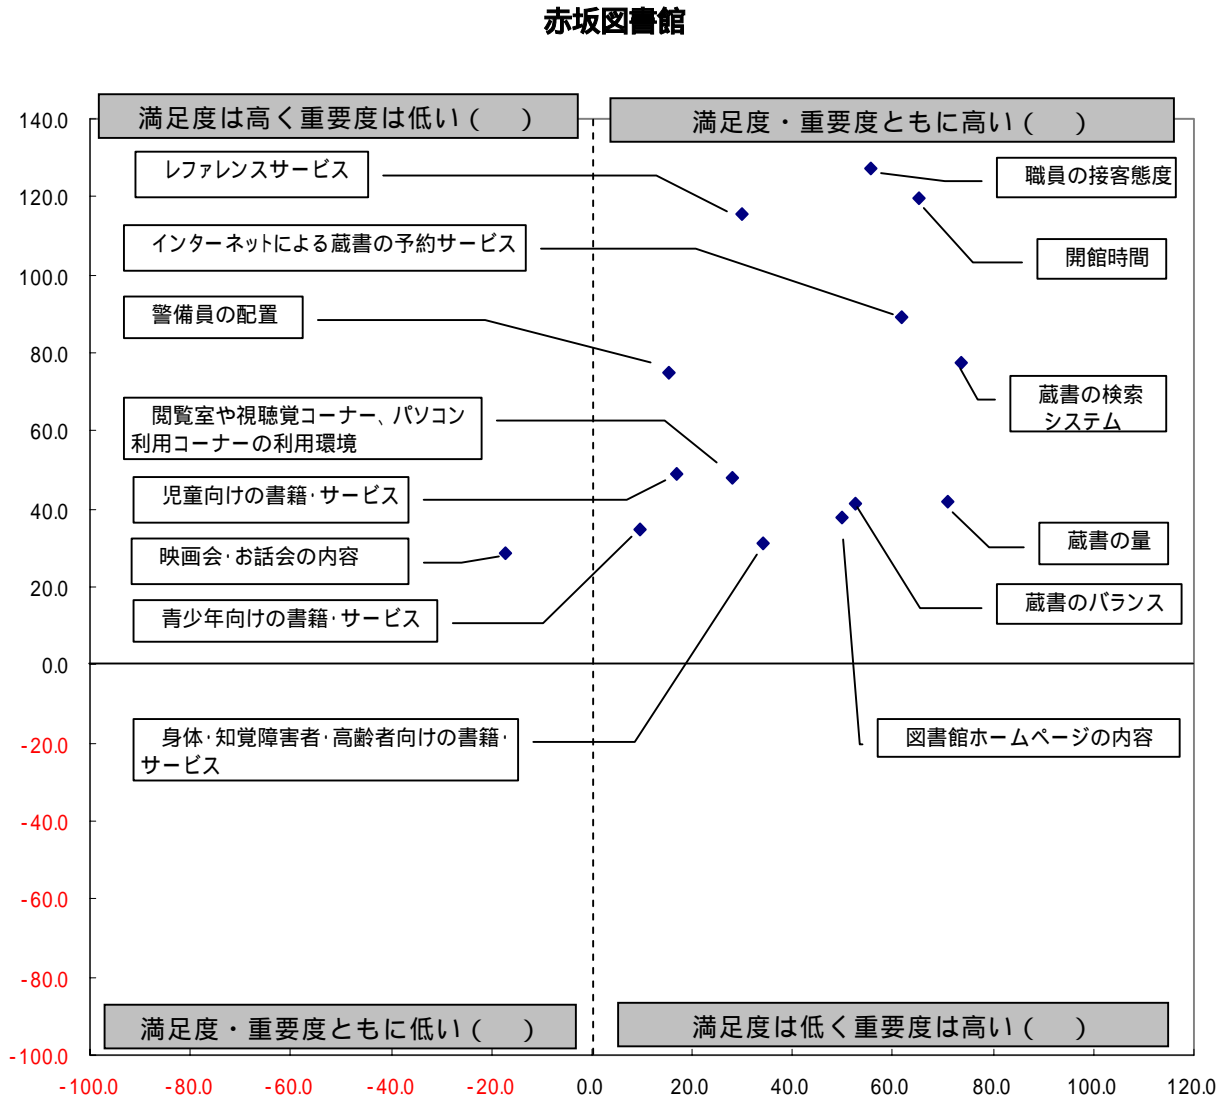 赤坂図書館
満足度は高く重要度は低い(　)
満足度・重要度ともに高い(　)
140.0
120.0
100.0
80.0
60.0
40.0
20.0
0.0
-20.0
-40.0
-60.0
-80.0
-100.0
レファレンスサービス
職員の接客態度
インターネットによる蔵書の予約サービス
開館時間
警備員の配置
蔵書の検索
システム
閲覧室や視聴覚コーナー、パソコン
利用コーナーの利用環境
児童向けの書籍・サービス
蔵書の量
映画会・お話会の内容
蔵書のバランス
青少年向けの書籍・サービス
身体・知覚障害者・高齢者向けの書籍・
サービス
図書館ホームページの内容
満足度・重要度ともに低い(　)
満足度は低く重要度は高い(　)
-100.0 -80.0 -60.0 -40.0 -20.0 0.0 20.0 40.0 60.0 80.0 100.0 120.0